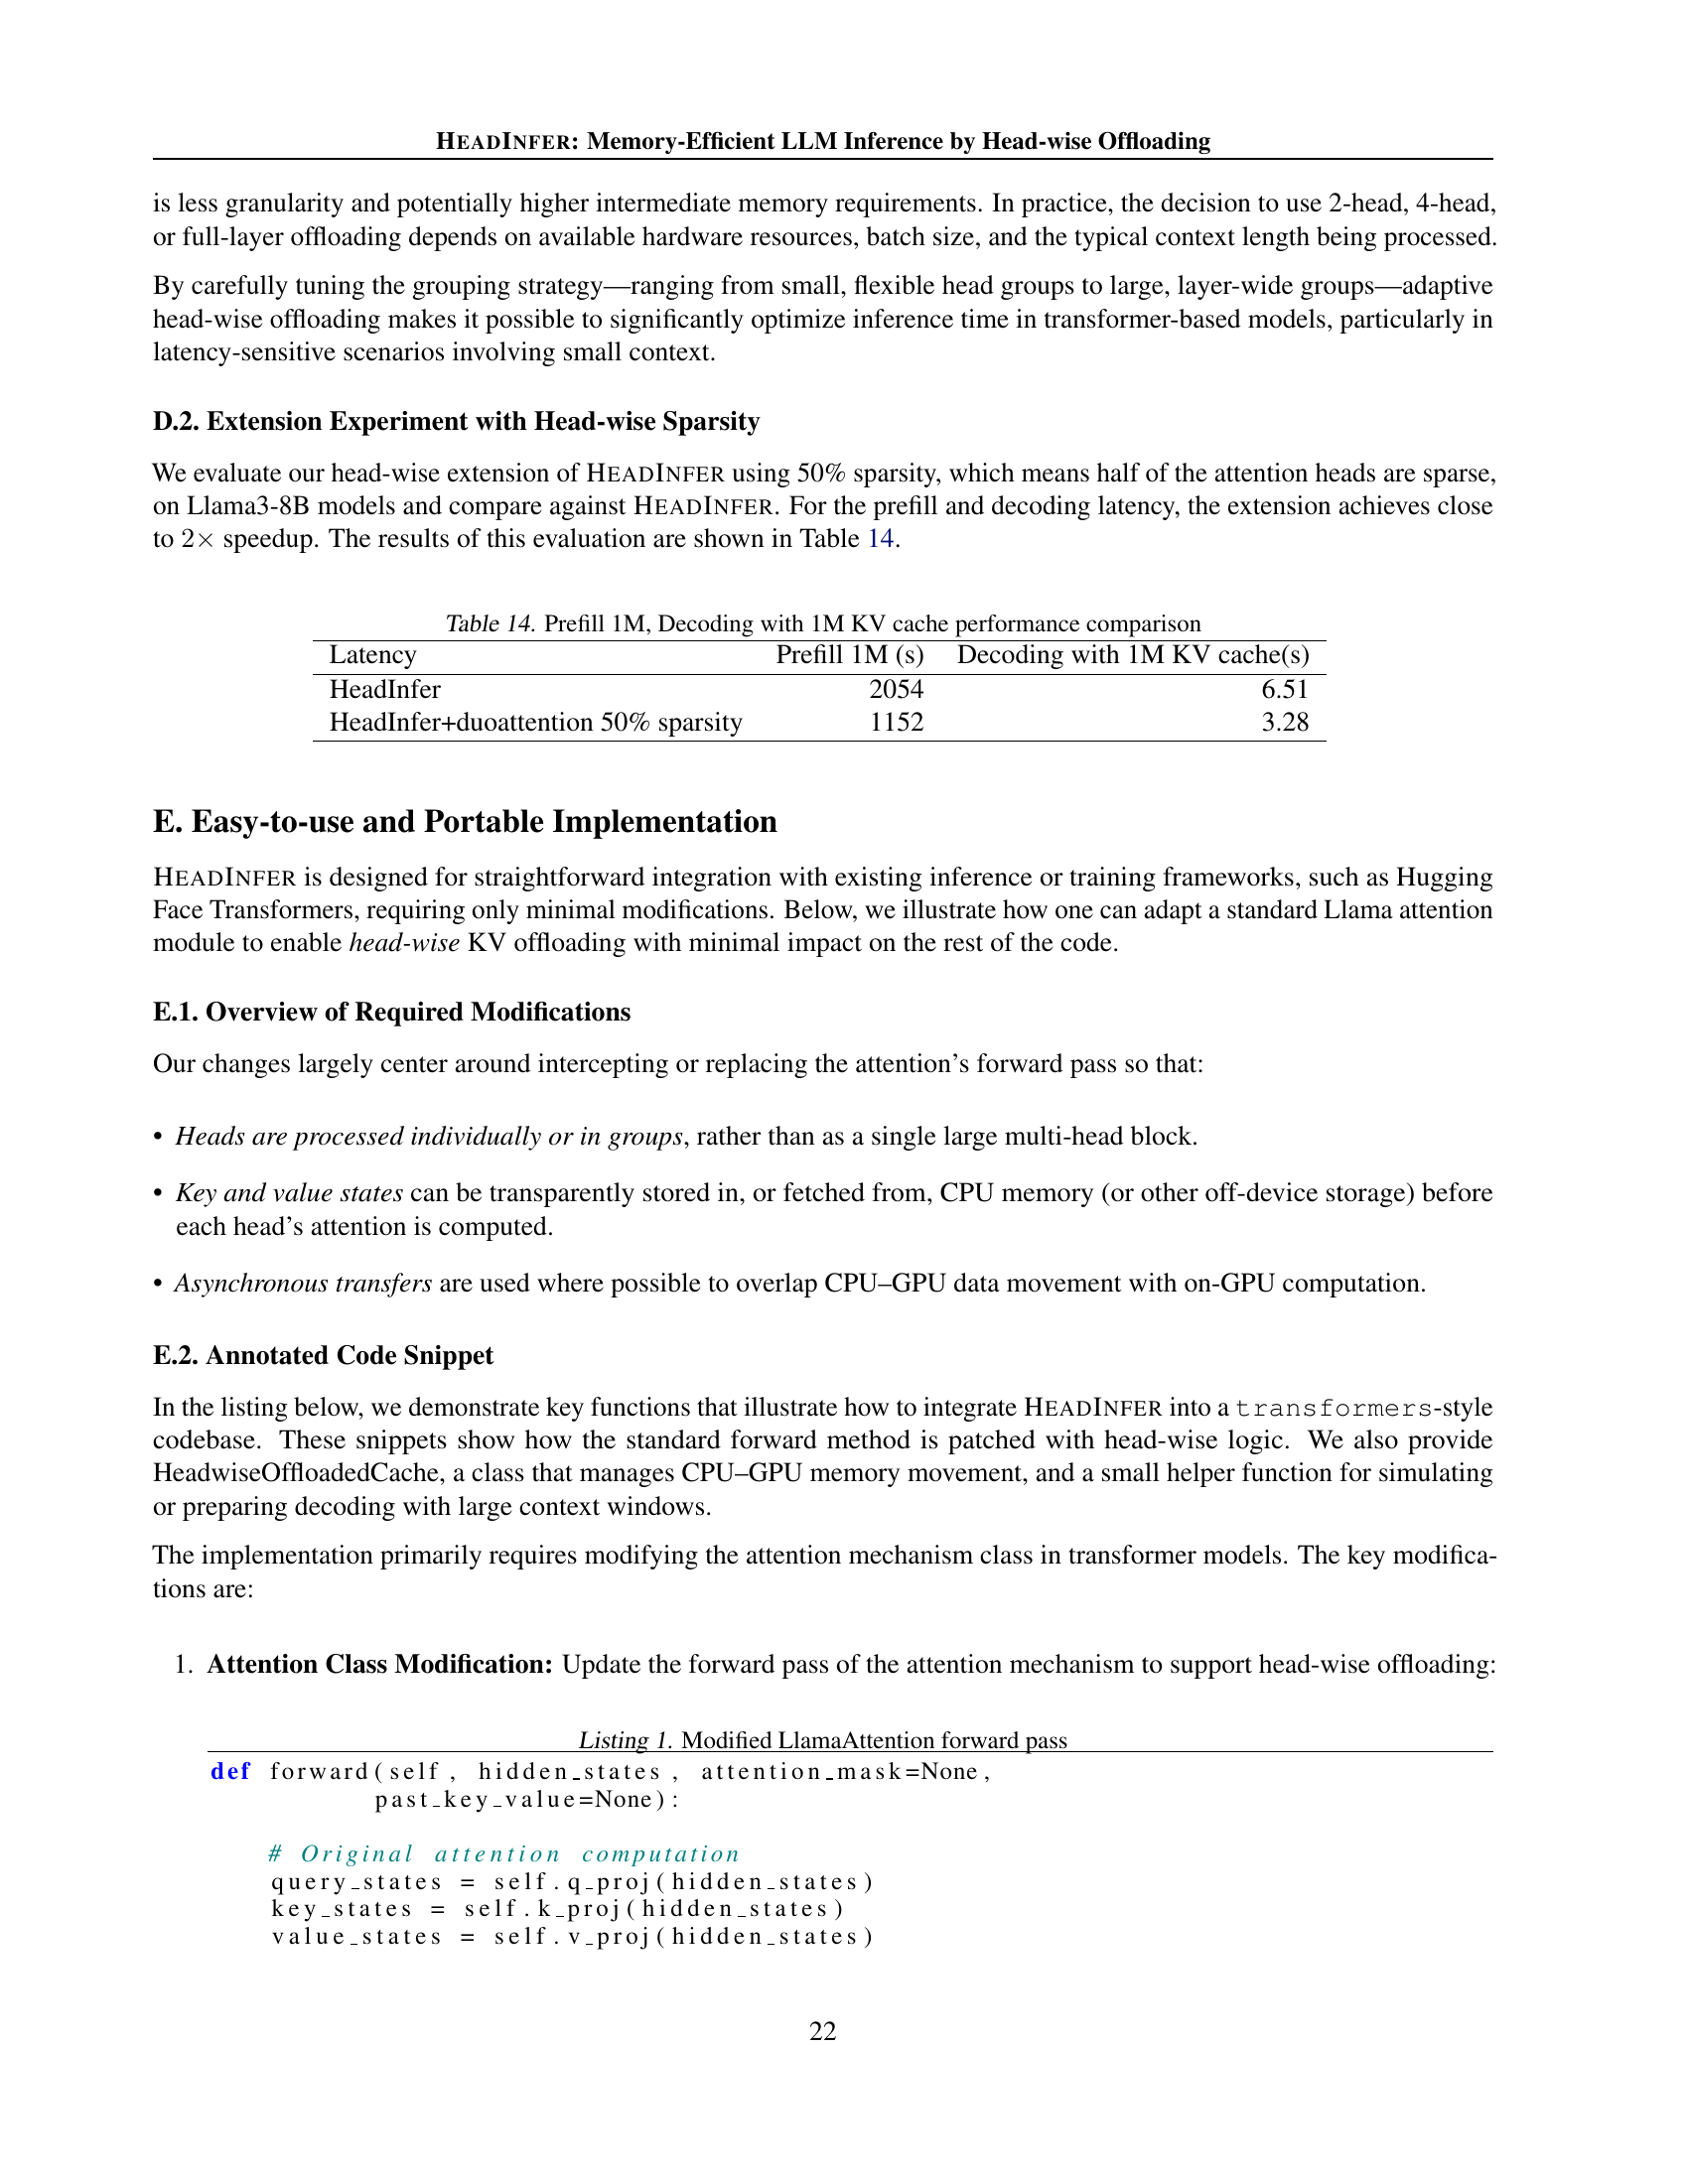 HEADINFER: Memory-Efficient LLM Inference by Head-wise Offloading
is less granularity and potentially higher intermediate memory requirements. In practice, the decision to use 2-head, 4-head,
or full-layer offloading depends on available hardware resources, batch size, and the typical context length being processed.
By carefully tuning the grouping strategy—ranging from small, flexible head groups to large, layer-wide groups—adaptive
head-wise offloading makes it possible to significantly optimize inference time in transformer-based models, particularly in
latency-sensitive scenarios involving small context.
D.2. Extension Experiment with Head-wise Sparsity
We evaluate our head-wise extension of HEADINFER using 50% sparsity, which means half of the attention heads are sparse,
on Llama3-8B models and compare against HEADINFER. For the prefill and decoding latency, the extension achieves close
to 2× speedup. The results of this evaluation are shown in Table 14.
Table 14. Prefill 1M, Decoding with 1M KV cache performance comparison
Latency Prefill 1M (s) Decoding with 1M KV cache(s)
HeadInfer 2054 6.51
HeadInfer+duoattention 50% sparsity 1152 3.28
E. Easy-to-use and Portable Implementation
HEADINFER is designed for straightforward integration with existing inference or training frameworks, such as Hugging
Face Transformers, requiring only minimal modifications. Below, we illustrate how one can adapt a standard Llama attention
module to enable head-wise KV offloading with minimal impact on the rest of the code.
E.1. Overview of Required Modifications
Our changes largely center around intercepting or replacing the attention's forward pass so that:
• Heads are processed individually or in groups, rather than as a single large multi-head block.
• Key and value states can be transparently stored in, or fetched from, CPU memory (or other off-device storage) before
each head's attention is computed.
• Asynchronous transfers are used where possible to overlap CPU–GPU data movement with on-GPU computation.
E.2. Annotated Code Snippet
In the listing below, we demonstrate key functions that illustrate how to integrate HEADINFER into a transformers-style
codebase. These snippets show how the standard forward method is patched with head-wise logic. We also provide
HeadwiseOffloadedCache, a class that manages CPU–GPU memory movement, and a small helper function for simulating
or preparing decoding with large context windows.
The implementation primarily requires modifying the attention mechanism class in transformer models. The key modifica-
tions are:
1. Attention Class Modification: Update the forward pass of the attention mechanism to support head-wise offloading:
Listing 1. Modified LlamaAttention forward pass
def forward(self, hidden_states, attention_mask=None,
past_key_value=None):
# Original attention computation
query_states = self.q_proj(hidden_states)
key_states = self.k_proj(hidden_states)
value_states = self.v_proj(hidden_states)
22